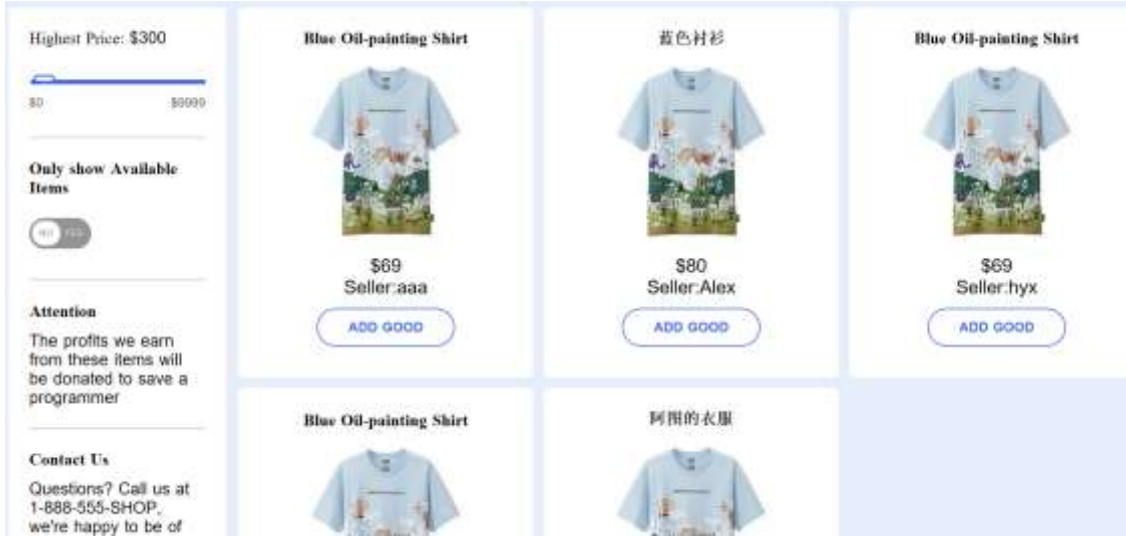 Highest Price: $300
$0 $9999
Only show Available
Items
NO YES
Attention
The profits we earn
from these items will
be donated to save a
programmer
Contact Us
Questions? Call us at
1-888-555-SHOP,
we're happy to be of
Blue Oil-painting Shirt
$69
Seller:aaa
ADD GOOD
蓝色衬衫
$80
Seller:Alex
ADD GOOD
Blue Oil-painting Shirt
$69
Seller:hyx
ADD GOOD
Blue Oil-painting Shirt
阿图的衣服